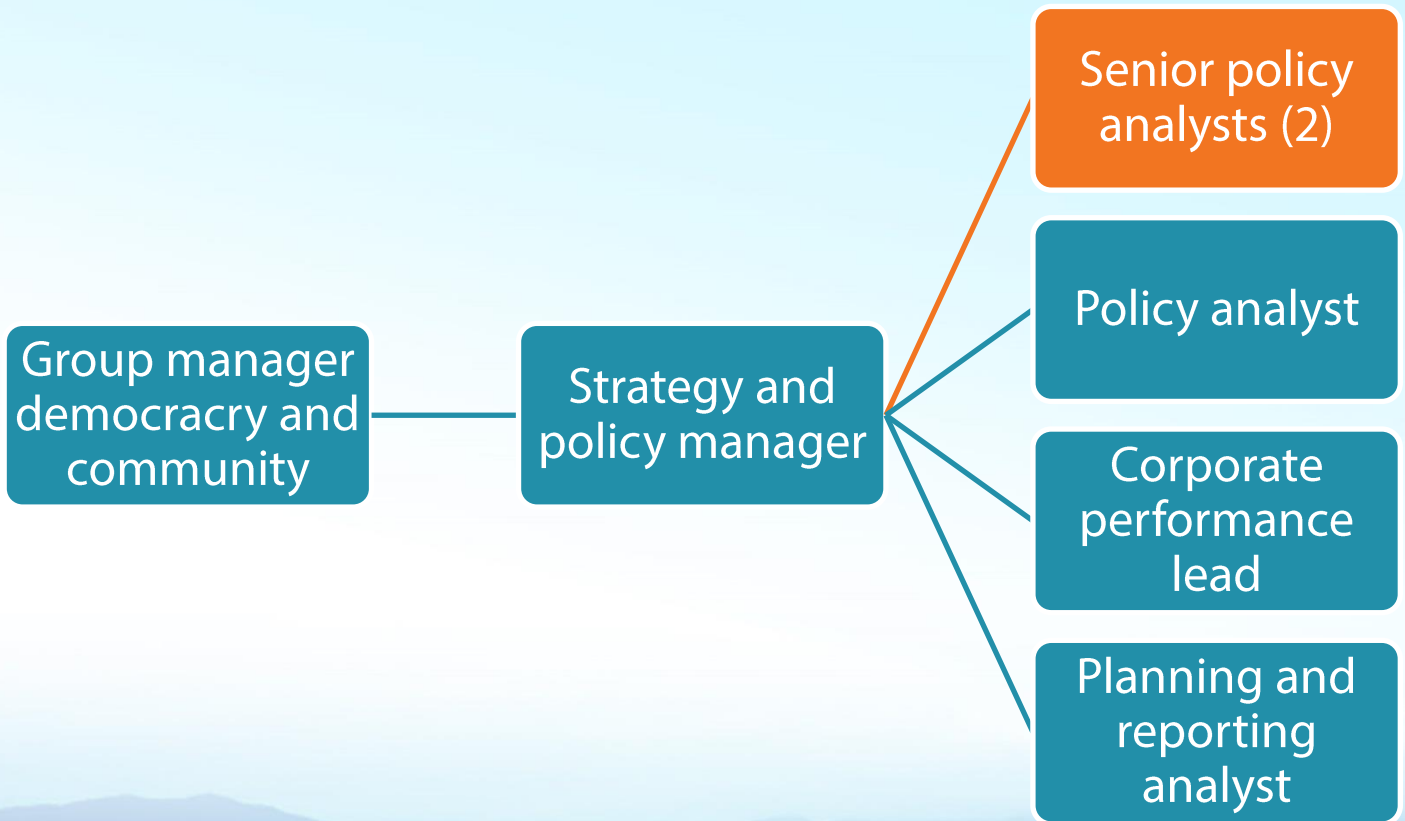 Group manager
democracry and
community
Strategy and
policy manager
Senior policy
analysts (2)
Policy analyst
Corporate
performance
lead
Planning and
reporting
analyst